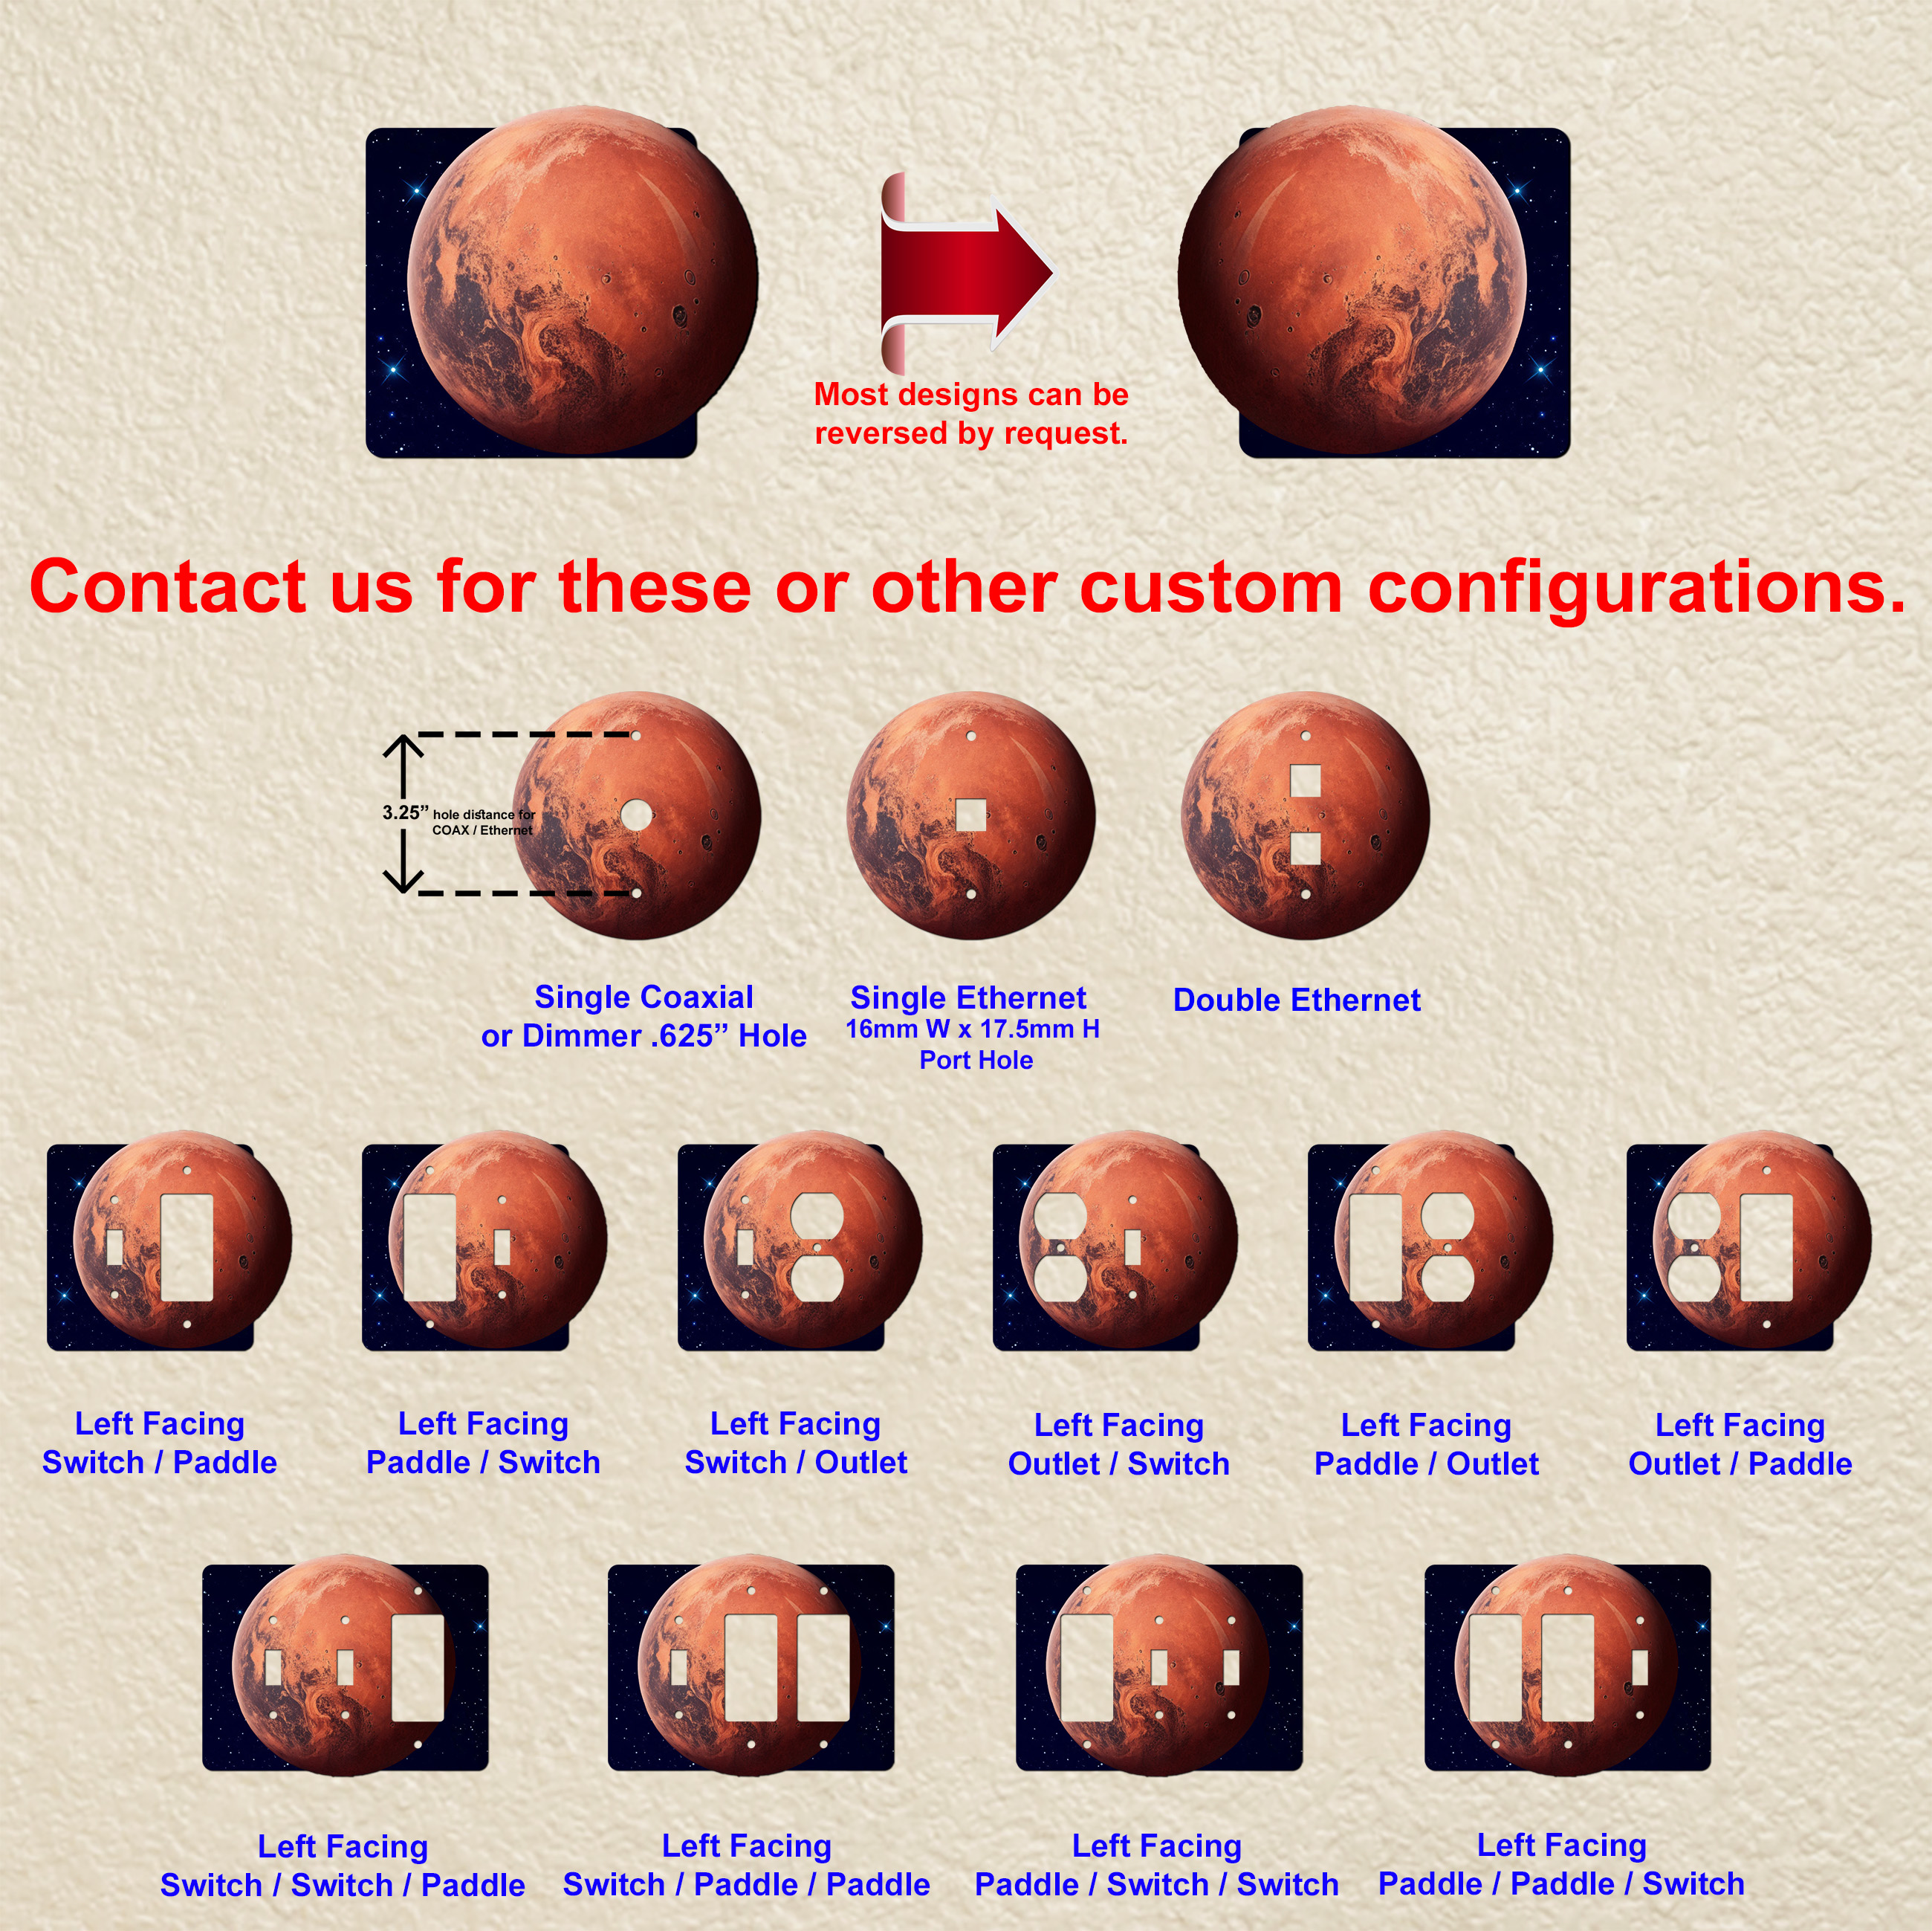 Most designs can be
reversed by request.
Contact us for these or other custom configurations.
3.25” hole distance for
COAX / Ethernet
Single Coaxial
or Dimmer .625” Hole
Single Ethernet
16mm W x 17.5mm H
Port Hole
Double Ethernet
Left Facing
Switch / Paddle
Left Facing
Paddle / Switch
Left Facing
Switch / Outlet
Left Facing
Outlet / Switch
Left Facing
Paddle / Outlet
Left Facing
Outlet / Paddle
Left Facing
Switch / Switch / Paddle
Left Facing
Switch / Paddle / Paddle
Left Facing
Paddle / Switch / Switch
Left Facing
Paddle / Paddle / Switch